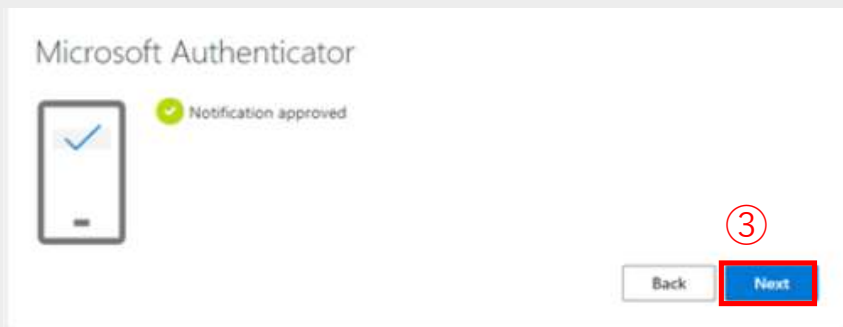 Microsoft Authenticator
Notification approved
③
Back
Next